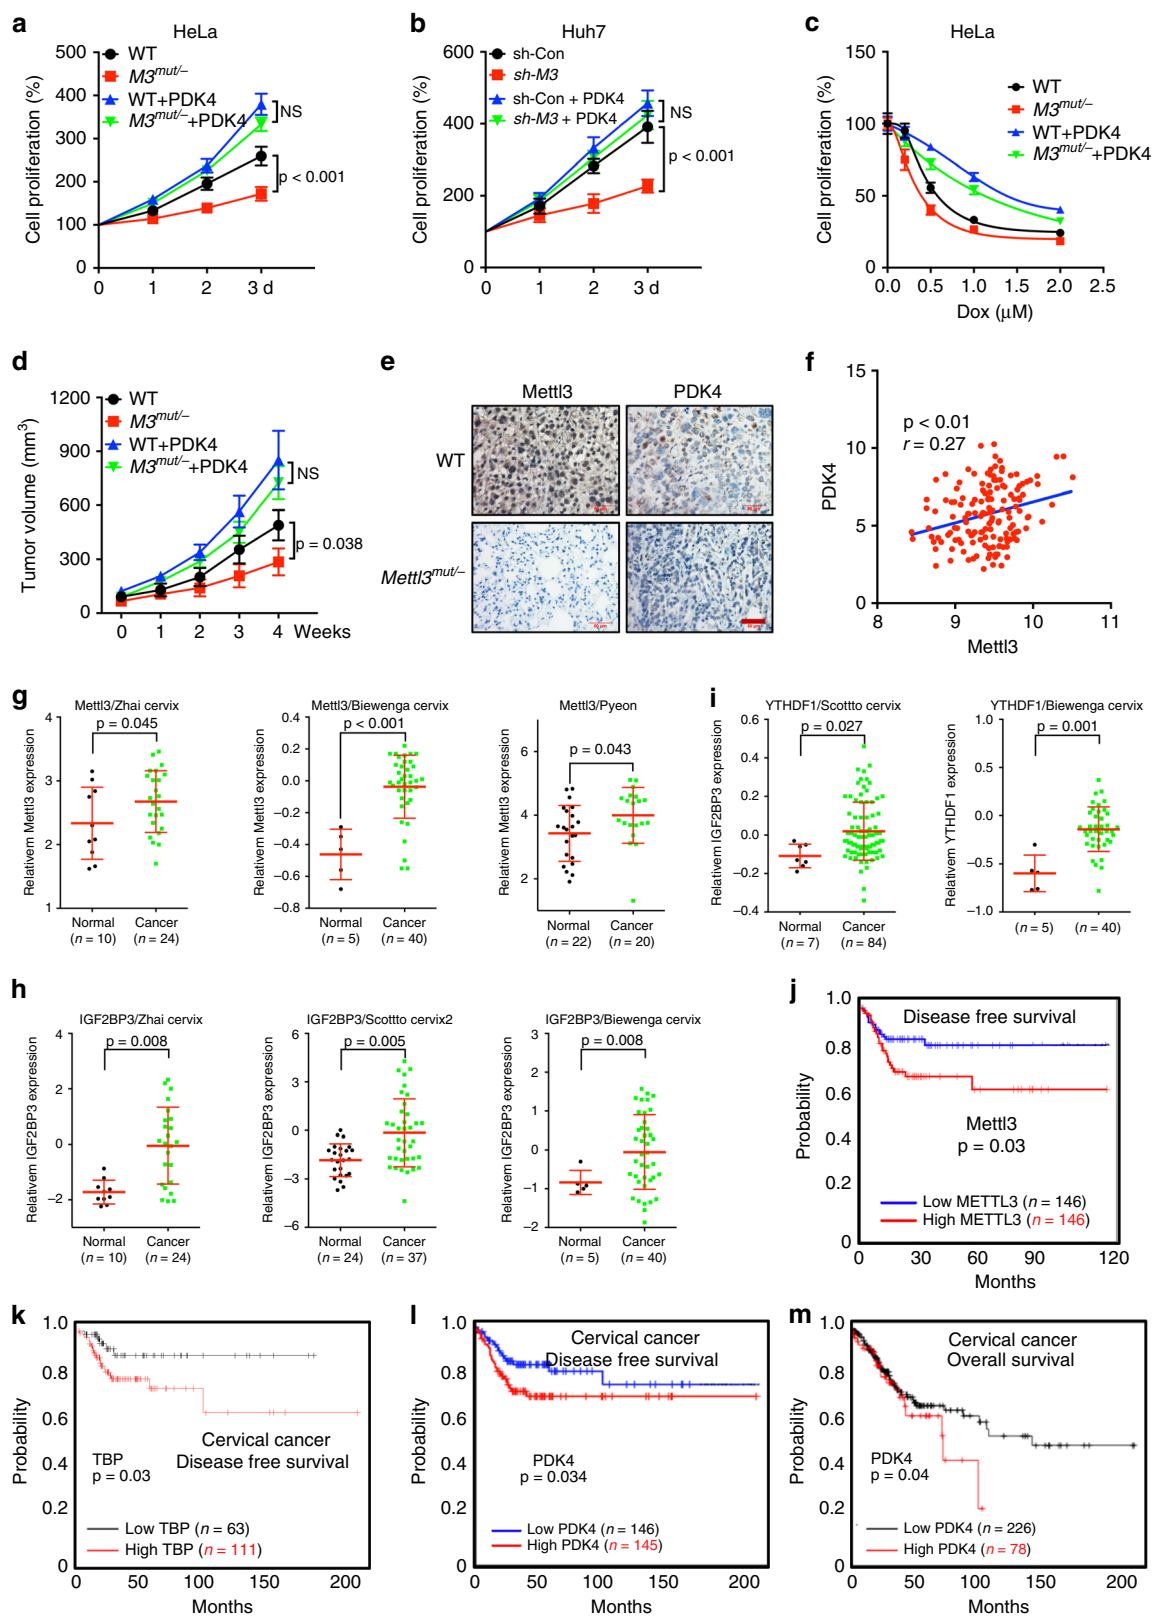 a
HeLa
Cell proliferation (%)
500
400
300
200
100
0
0 1 2 3 d
WT
M3mut/–
WT+PDK4
M3mut/–+PDK4
NS
p < 0.001
b
Huh7
Cell proliferation (%)
600
400
200
0
0 1 2 3 d
sh-Con
sh-M3
sh-Con + PDK4
sh-M3 + PDK4
NS
p < 0.001
c
HeLa
Cell proliferation (%)
150
100
50
0
0.0 0.5 1.0 1.5 2.0 2.5
Dox (μM)
WT
M3mut/–
WT+PDK4
M3mut/–+PDK4
d
Tumor volume (mm3)
1200
900
600
300
0
0 1 2 3 4 Weeks
WT
M3mut/–
WT+PDK4
M3mut/–+PDK4
NS
p = 0.038
e
Mettl3 PDK4
WT
Mettl3mut/–
f
PDK4
15
10
5
0
8 9 10 11
Mettl3
p < 0.01
r = 0.27
g
Mettl3/Zhai cervix
p = 0.045
Relativem Mettl3 expression
4
3
2
1
Normal Cancer
(n = 10) (n = 24)
Mettl3/Biewenga cervix
p < 0.001
Relativem Mettl3 expression
0.4
0.2
0.0
–0.2
–0.4
–0.6
–0.8
Normal Cancer
(n = 5) (n = 40)
Mettl3/Pyeon
p = 0.043
Relativem Mettl3 expression
6
4
2
Normal Cancer
(n = 22) (n = 20)
i
YTHDF1/Scottto cervix
p = 0.027
Relativem IGF2BP3 expression
0.6
0.4
0.2
0.0
–0.2
–0.4
Normal Cancer
(n = 7) (n = 84)
YTHDF1/Biewenga cervix
p = 0.001
Relativem YTHDF1 expression
1.0
0.5
0.0
–0.5
–1.0
(n = 5) (n = 40)
h
IGF2BP3/Zhai cervix
p = 0.008
Relativem IGF2BP3 expression
4
2
0
–2
Normal Cancer
(n = 10) (n = 24)
IGF2BP3/Scottto cervix2
p = 0.005
Relativem IGF2BP3 expression
6
3
0
–3
–6
Normal Cancer
(n = 24) (n = 37)
IGF2BP3/Biewenga cervix
p = 0.008
Relativem IGF2BP3 expression
3
2
1
0
–1
–2
Normal Cancer
(n = 5) (n = 40)
j
Disease free survival
Probability
1.0
0.8
0.6
0.4
0.2
0
Mettl3
p = 0.03
Low METTL3 (n = 146)
High METTL3 (n = 146)
0 30 60 90 120
Months
k
Probability
1.0
0.8
0.6
0.4
0.2
0
Cervical cancer
Disease free survival
TBP
p = 0.03
Low TBP (n = 63)
High TBP (n = 111)
0 50 100 150 200
Months
l
Cervical cancer
Disease free survival
Probability
1.0
0.8
0.6
0.4
0.2
0
PDK4
p = 0.034
Low PDK4 (n = 146)
High PDK4 (n = 145)
0 50 100 150 200
Months
m
Cervical cancer
Overall survival
Probability
1.0
0.8
0.6
0.4
0.2
0
PDK4
p = 0.04
Low PDK4 (n = 226)
High PDK4 (n = 78)
0 50 100 150 200
Months